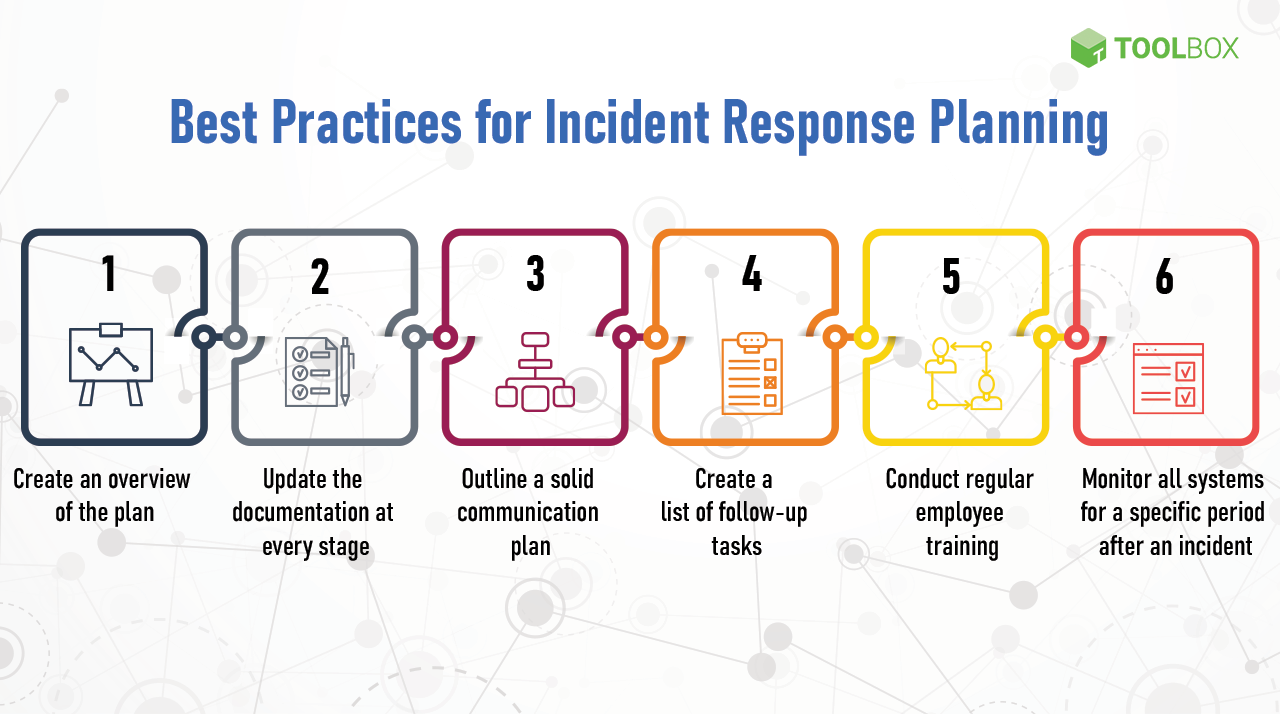 TOOLBOX
Best Practices for Incident Response Planning
1
2
3
4
5
6
Create an overview
of the plan
Update the
documentation at
every stage
Outline a solid
communication
plan
Create a
list of follow-up
tasks
Conduct regular
employee
training
Monitor all systems
for a specific period
after an incident